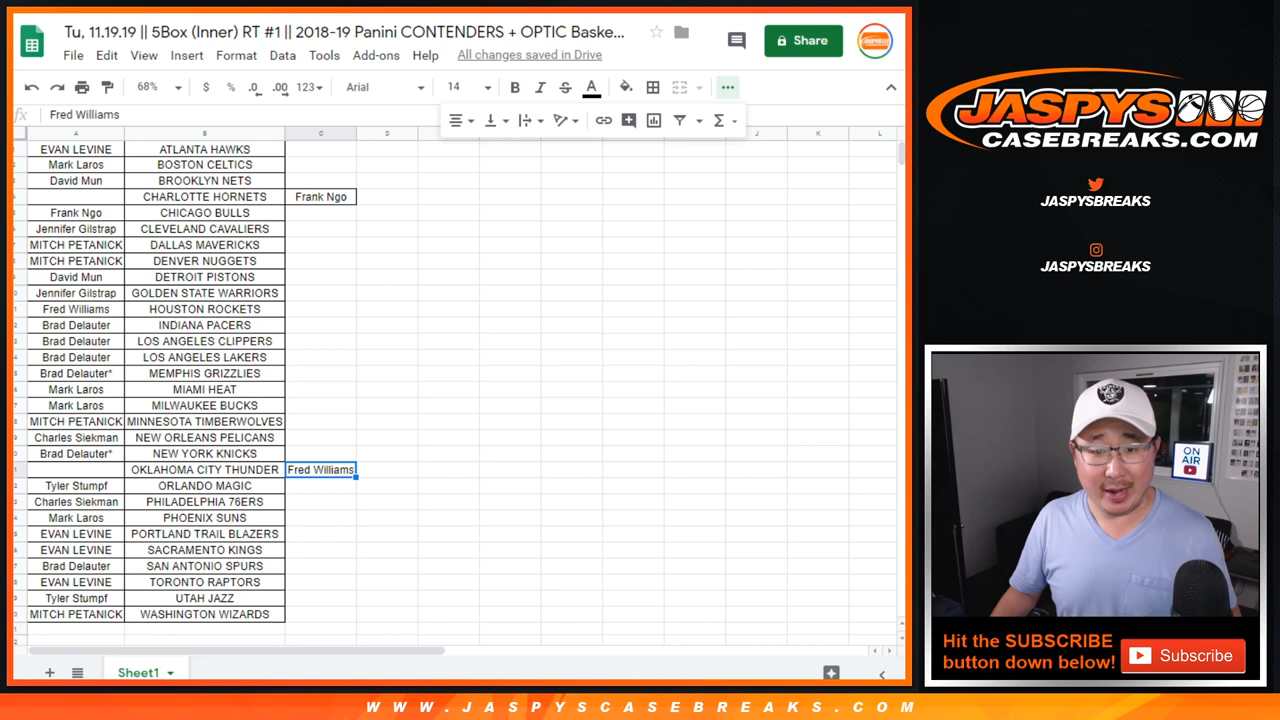 Tu, 11.19.19 || 5Box (Inner) RT #1 || 2018-19 Panini CONTENDERS + OPTIC Baske...
File Edit View Insert Format Data Tools Add-ons Help All changes saved in Drive
Share
68% $ % .0 .00 123 Arial 14 B I S A
fx Fred Williams
A B C D J K L
EVAN LEVINE ATLANTA HAWKS
Mark Laros BOSTON CELTICS
David Mun BROOKLYN NETS
CHARLOTTE HORNETS Frank Ngo
Frank Ngo CHICAGO BULLS
Jennifer Gilstrap CLEVELAND CAVALIERS
MITCH PETANICK DALLAS MAVERICKS
MITCH PETANICK DENVER NUGGETS
David Mun DETROIT PISTONS
Jennifer Gilstrap GOLDEN STATE WARRIORS
Fred Williams HOUSTON ROCKETS
Brad Delauter INDIANA PACERS
Brad Delauter LOS ANGELES CLIPPERS
Brad Delauter LOS ANGELES LAKERS
Brad Delauter* MEMPHIS GRIZZLIES
Mark Laros MIAMI HEAT
Mark Laros MILWAUKEE BUCKS
MITCH PETANICK MINNESOTA TIMBERWOLVES
Charles Siekman NEW ORLEANS PELICANS
Brad Delauter* NEW YORK KNICKS
OKLAHOMA CITY THUNDER Fred Williams
Tyler Stumpf ORLANDO MAGIC
Charles Siekman PHILADELPHIA 76ERS
Mark Laros PHOENIX SUNS
EVAN LEVINE PORTLAND TRAIL BLAZERS
EVAN LEVINE SACRAMENTO KINGS
Brad Delauter SAN ANTONIO SPURS
EVAN LEVINE TORONTO RAPTORS
Tyler Stumpf UTAH JAZZ
MITCH PETANICK WASHINGTON WIZARDS
Sheet1
JASPYS
CASEBREAKS.COM
JASPYSBREAKS
JASPYSBREAKS
ON
AIR
Hit the SUBSCRIBE
button down below!
Subscribe
WWW.JASPYSCASEBREAKS.COM